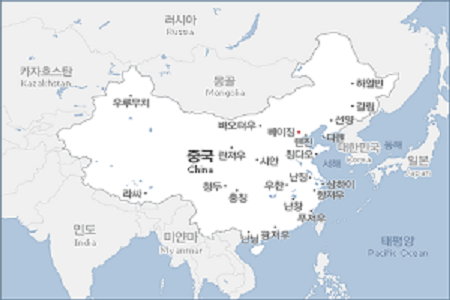 러시아
Russia
카자흐스탄
Kazakhstan
몽골
Mongolia
하얼빈
우루무치
길림
선양
바오터우
베이징
다롄
톈진
대한민국
Korea
동해
중국
China
란저우
칭다오
일본
Japan
시안
서해
난징
청두
우한
상하이
라싸
충칭
항저우
난창
푸저우
인도
India
미얀마
Myanmar
난닝
광저우
태평양
Pacific Ocean